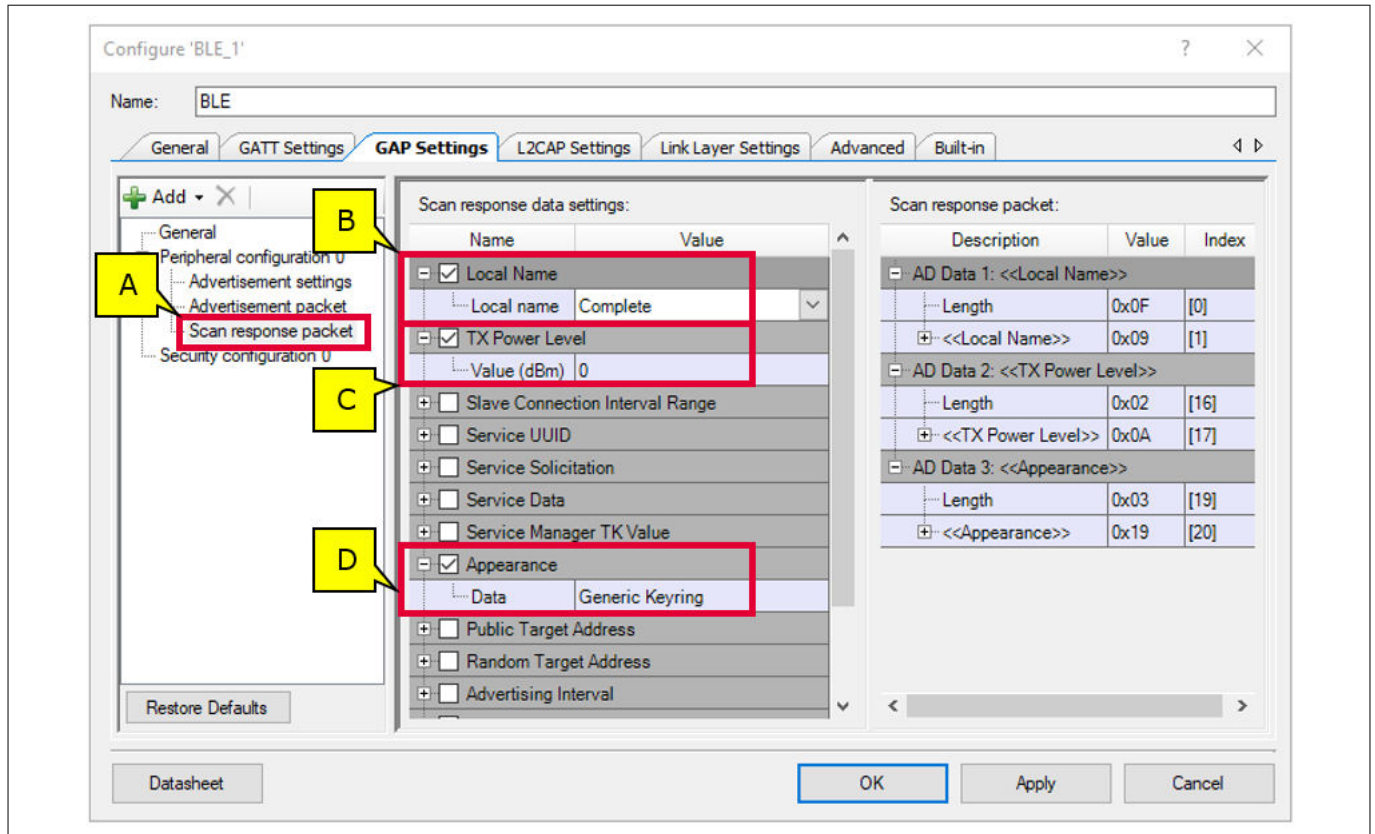 Configure 'BLE_1'
?
Name: BLE
General GATT Settings GAP Settings L2CAP Settings Link Layer Settings Advanced Built-in
Add
General
Peripheral configuration 0
Advertisement settings
Advertisement packet
Scan response packet
Security configuration 0
Restore Defaults
A
B
C
D
Scan response data settings:
Name Value
Local Name
Local name Complete
TX Power Level
Value (dBm) 0
Slave Connection Interval Range
Service UUID
Service Solicitation
Service Data
Service Manager TK Value
Appearance
Data Generic Keyring
Public Target Address
Random Target Address
Advertising Interval
Scan response packet:
Description Value Index
AD Data 1: <<Local Name>>
Length 0x0F [0]
<<Local Name>> 0x09 [1]
AD Data 2: <<TX Power Level>>
Length 0x02 [16]
<<TX Power Level>> 0x0A [17]
AD Data 3: <<Appearance>>
Length 0x03 [19]
<<Appearance>> 0x19 [20]
Datasheet OK Apply Cancel